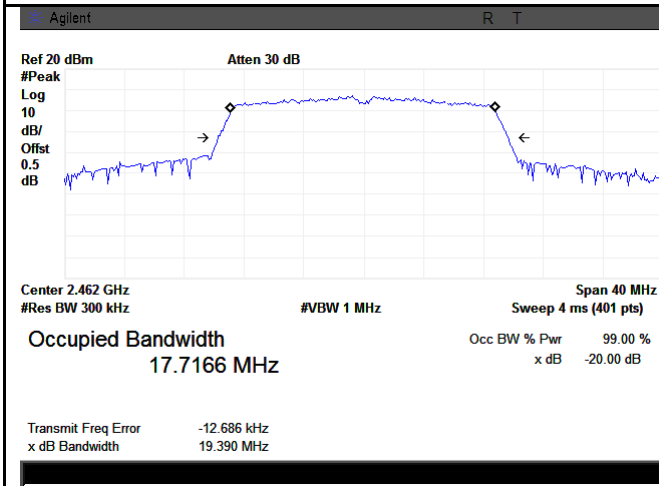 Agilent R T
Ref 20 dBm Atten 30 dB
#Peak
Log
10
dB/
Offst
0.5
dB
Center 2.462 GHz Span 40 MHz
#Res BW 300 kHz #VBW 1 MHz Sweep 4 ms (401 pts)
Occupied Bandwidth Occ BW % Pwr 99.00 %
17.7166 MHz x dB -20.00 dB
Transmit Freq Error -12.686 kHz
x dB Bandwidth 19.390 MHz